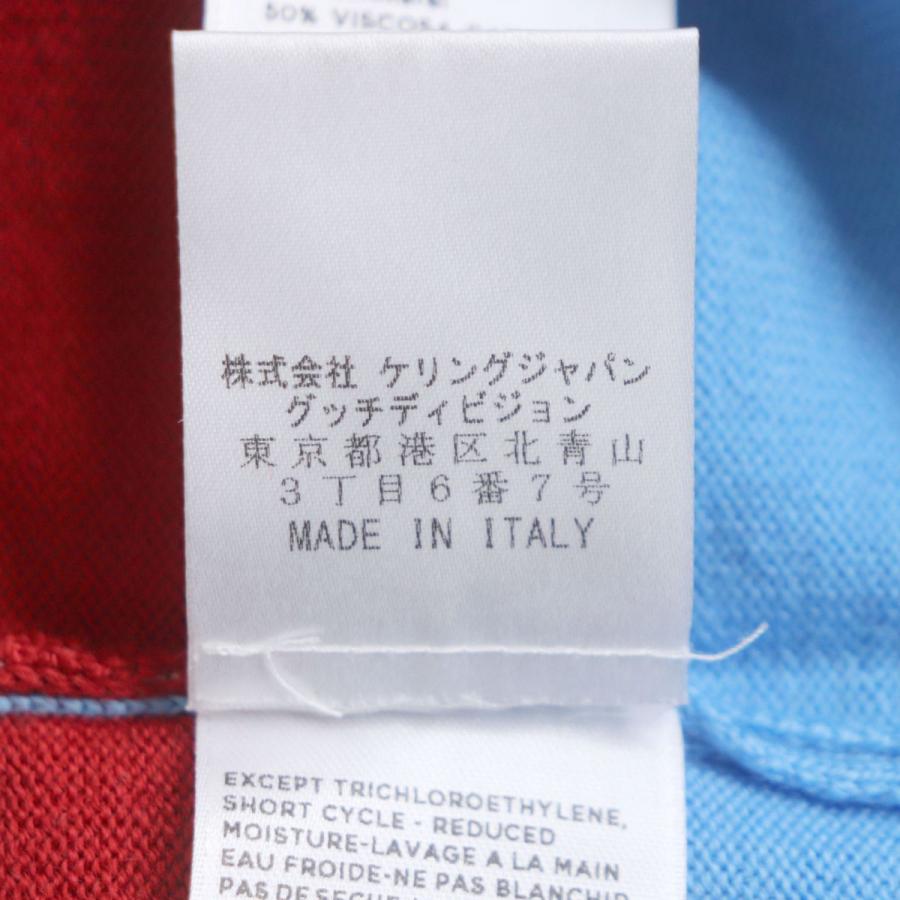 50% VISCOSA
株式会社 ケリングジャパン
グッチディビジョン
東京都港区北青山
3丁目6番7号
MADE IN ITALY
EXCEPT TRICHLOROETHYLENE,
SHORT CYCLE - REDUCED
MOISTURE-LAVAGE A LA MAIN
EAU FROIDE-NE PAS BLANCHIR
PAS DE